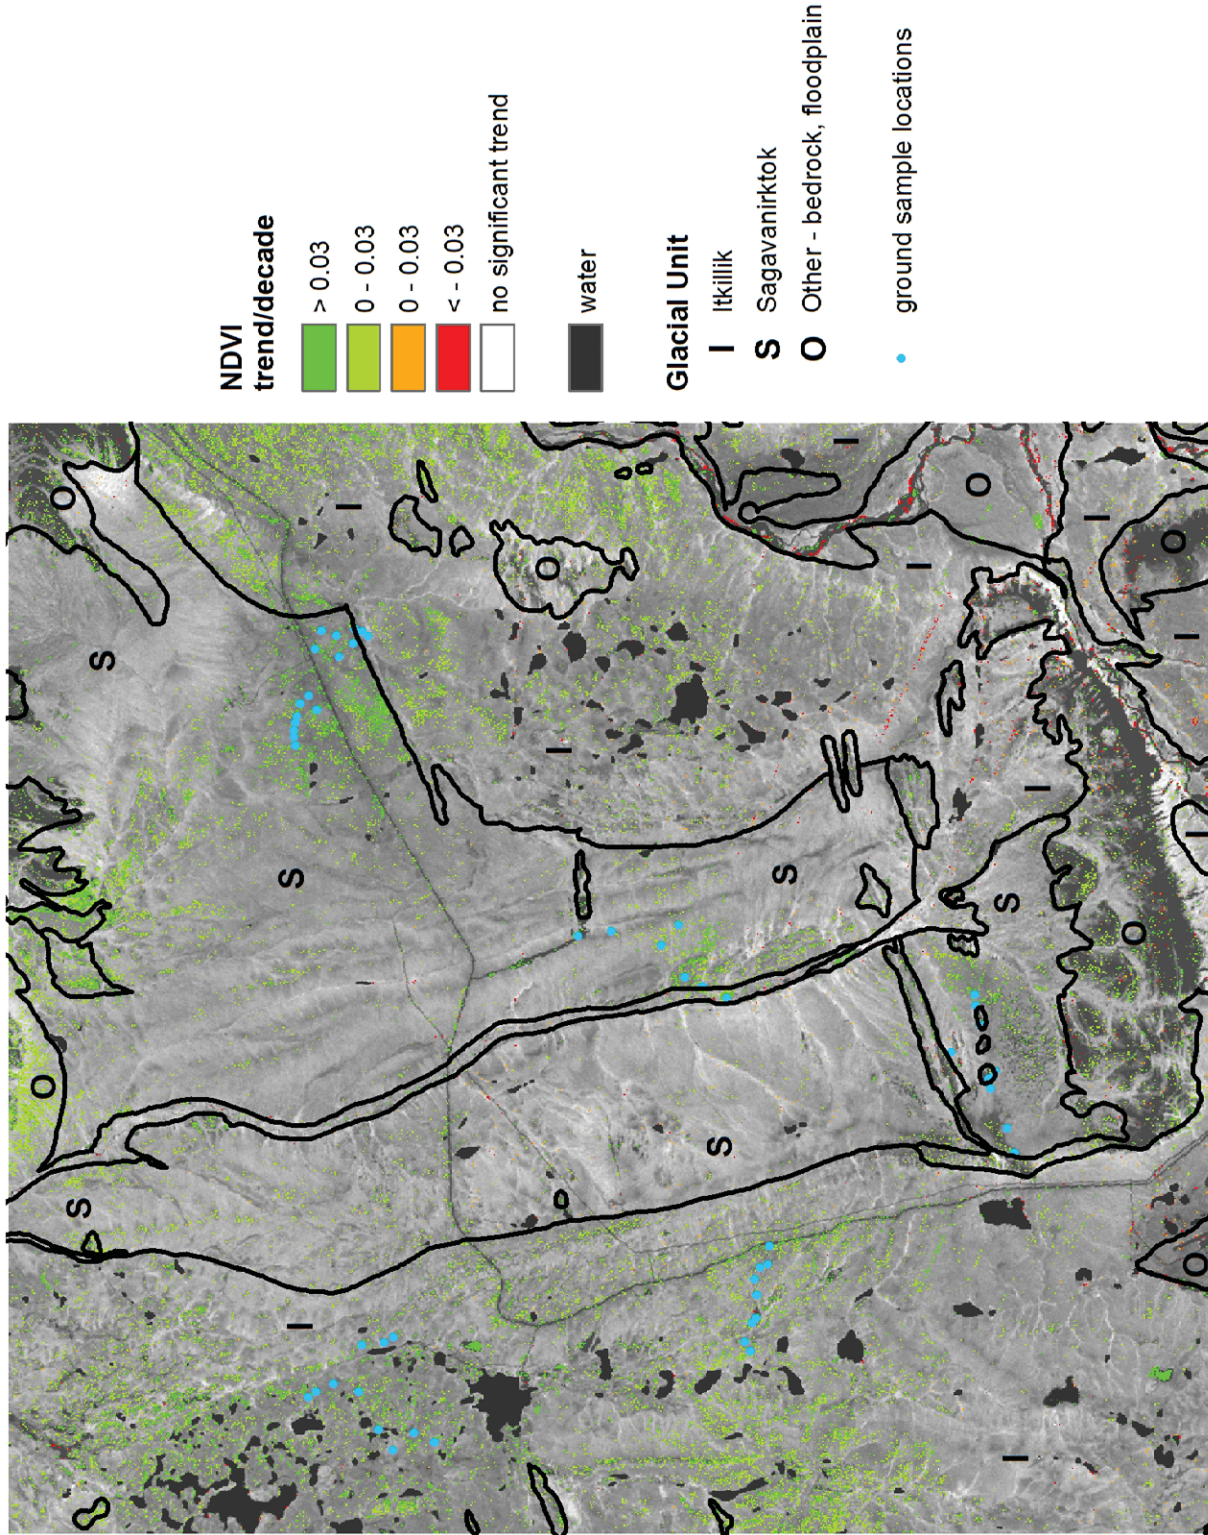 O
O
S
S
S
I
I
O
I
S
S
I
I
O
S
I
I
I
O
O
I
O
I
NDVI
trend/decade
> 0.03
0 - 0.03
0 - 0.03
< - 0.03
no significant trend
water
Glacial Unit
I Itkillik
S Sagavanirktok
O Other - bedrock, floodplain
ground sample locations